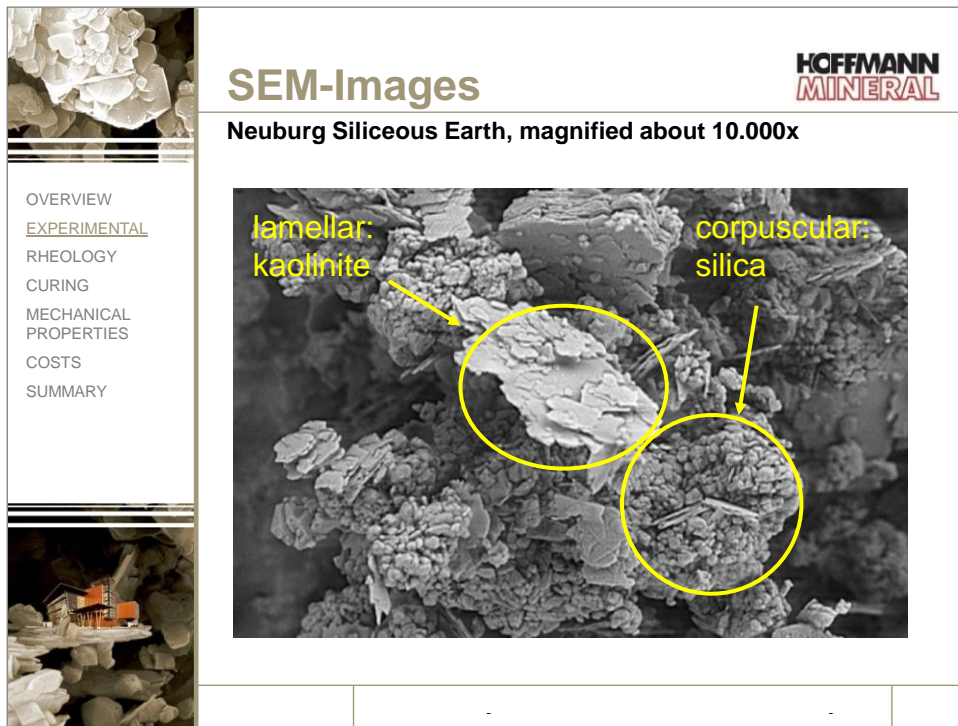 SEM-Images
HOFFMANN
MINERAL
Neuburg Siliceous Earth, magnified about 10.000x
OVERVIEW
EXPERIMENTAL
RHEOLOGY
CURING
MECHANICAL
PROPERTIES
COSTS
SUMMARY
lamellar:
kaolinite
corpuscular:
silica